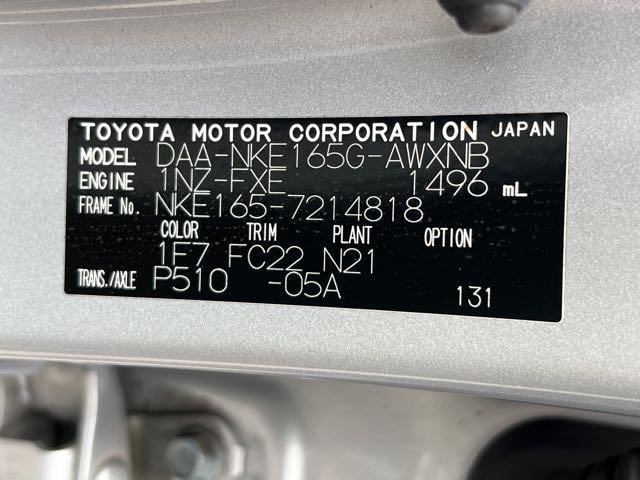 TOYOTA MOTOR CORPORATION JAPAN
MODEL DAA-NKE165G-AWXNB
ENGINE 1NZ-FXE 1496 mL
FRAME No. NKE165-7214818
COLOR TRIM PLANT OPTION
1F7 FC22 N21
TRANS./AXLE P510 -05A 131